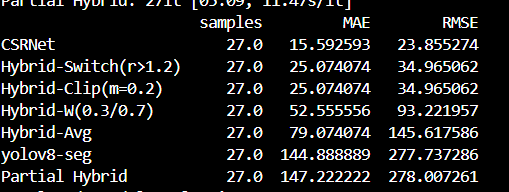 Partial Hybrid: 27it [05:09, 11.47s/it]
samples MAE RMSE
CSRNet 27.0 15.592593 23.855274
Hybrid-Switch(r>1.2) 27.0 25.074074 34.965062
Hybrid-Clip(m=0.2) 27.0 25.074074 34.965062
Hybrid-W(0.3/0.7) 27.0 52.555556 93.221957
Hybrid-Avg 27.0 79.074074 145.617586
yolov8-seg 27.0 144.888889 277.737286
Partial Hybrid 27.0 147.222222 278.007261